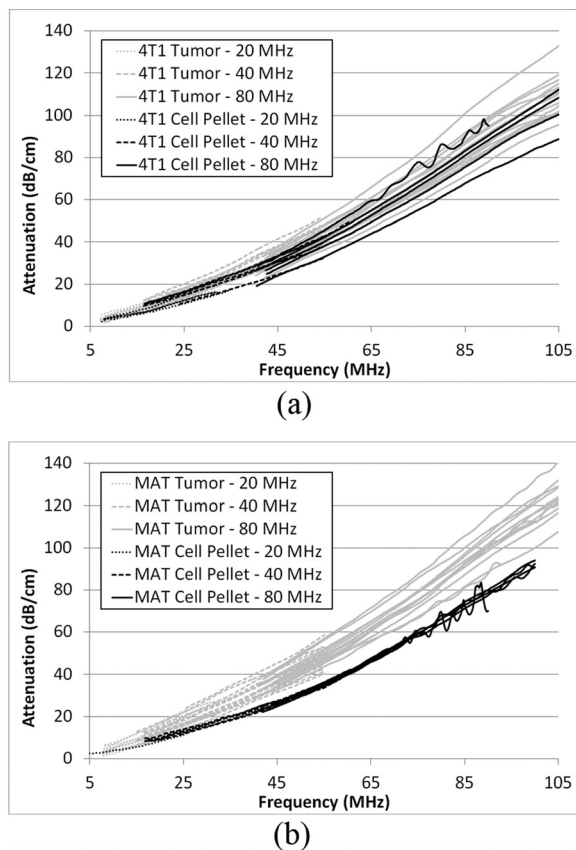 140
120
100
80
60
40
20
0
Attenuation (dB/cm)
4T1 Tumor - 20 MHz
4T1 Tumor - 40 MHz
4T1 Tumor - 80 MHz
4T1 Cell Pellet - 20 MHz
4T1 Cell Pellet - 40 MHz
4T1 Cell Pellet - 80 MHz
5 25 45 65 85 105
Frequency (MHz)
(a)
140
120
100
80
60
40
20
0
Attenuation (dB/cm)
MAT Tumor - 20 MHz
MAT Tumor - 40 MHz
MAT Tumor - 80 MHz
MAT Cell Pellet - 20 MHz
MAT Cell Pellet - 40 MHz
MAT Cell Pellet - 80 MHz
5 25 45 65 85 105
Frequency (MHz)
(b)